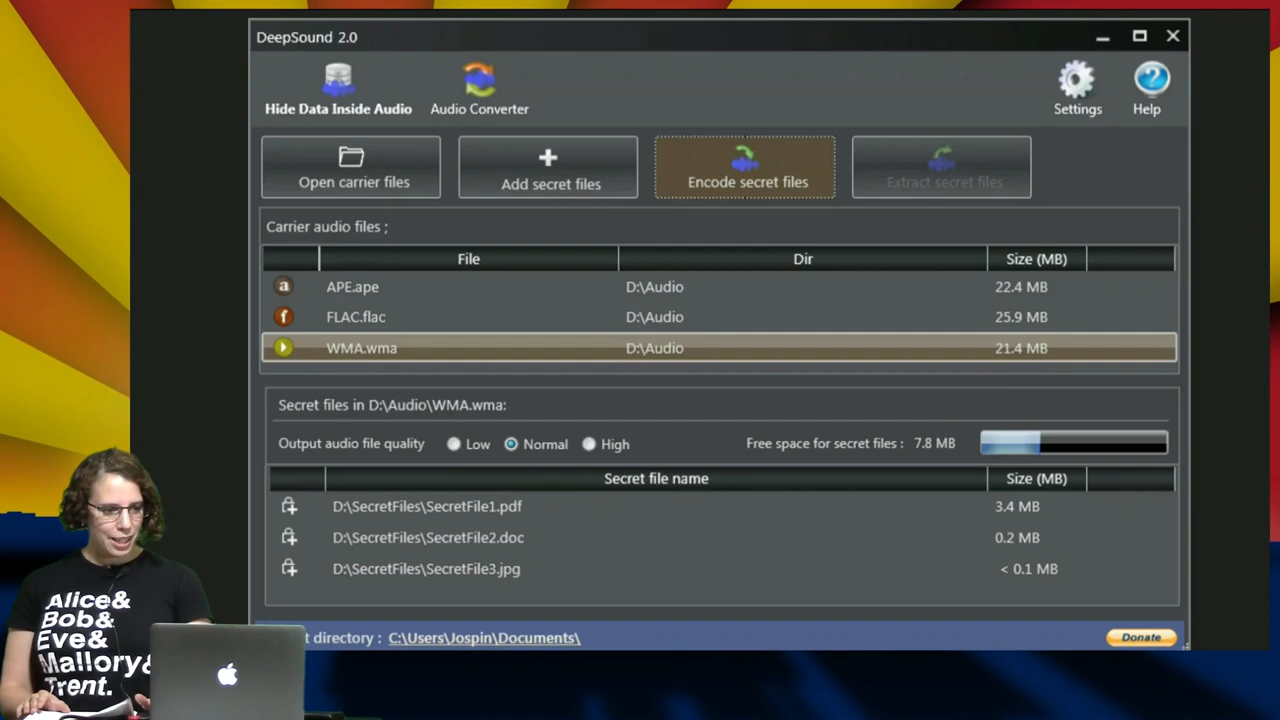 DeepSound 2.0
Hide Data Inside Audio
Audio Converter
Settings
Help
Open carrier files
Add secret files
Encode secret files
Extract secret files
Carrier audio files ;
File Dir Size (MB)
APE.ape D:\Audio 22.4 MB
FLAC.flac D:\Audio 25.9 MB
WMA.wma D:\Audio 21.4 MB
Secret files in D:\Audio\WMA.wma:
Output audio file quality Low Normal High Free space for secret files : 7.8 MB
Secret file name Size (MB)
D:\SecretFiles\SecretFile1.pdf 3.4 MB
D:\SecretFiles\SecretFile2.doc 0.2 MB
D:\SecretFiles\SecretFile3.jpg < 0.1 MB
directory : C:\Users\Jospin\Documents\
Donate
Alice&
Bob&
Eve&
Mallory&
Trent.